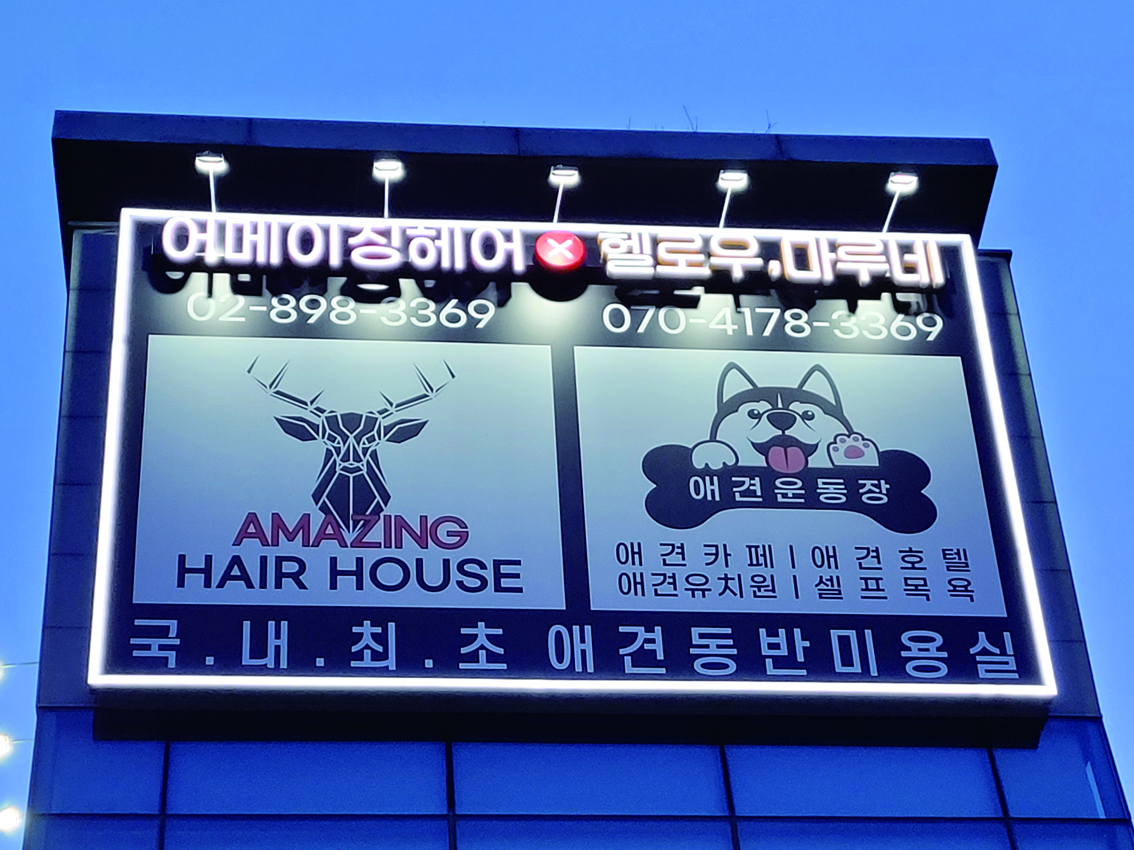 어메이징헤어 × 헬로우,마루네
02-898-3369
070-4178-3369
AMAZING
HAIR HOUSE
애견운동장
애견카페 | 애견호텔
애견유치원 | 셀프목욕
국.내.최.초 애견동반미용실